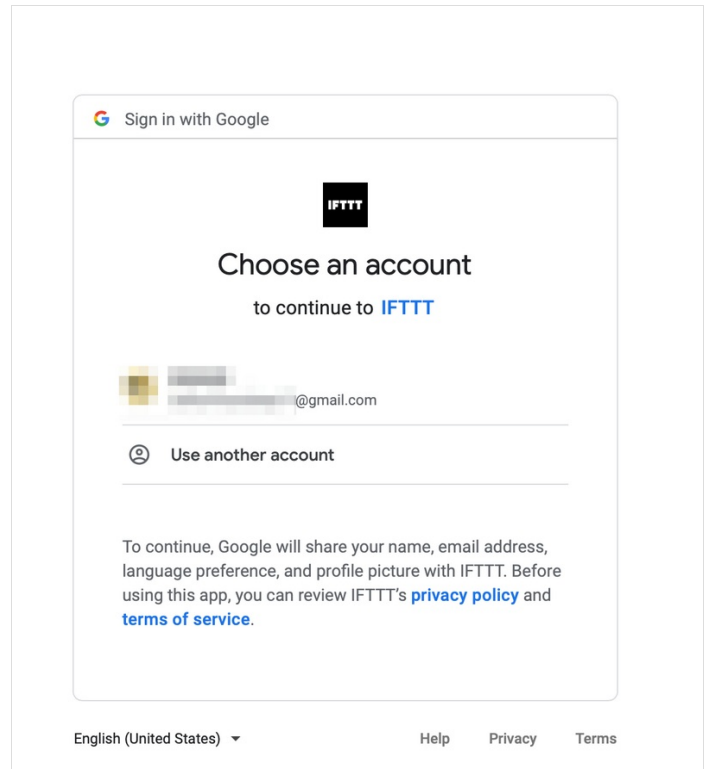 Sign in with Google
IFTTT
Choose an account
to continue to IFTTT
@gmail.com
Use another account
To continue, Google will share your name, email address,
language preference, and profile picture with IFTTT. Before
using this app, you can review IFTTT's privacy policy and
terms of service.
English (United States)
Help
Privacy
Terms